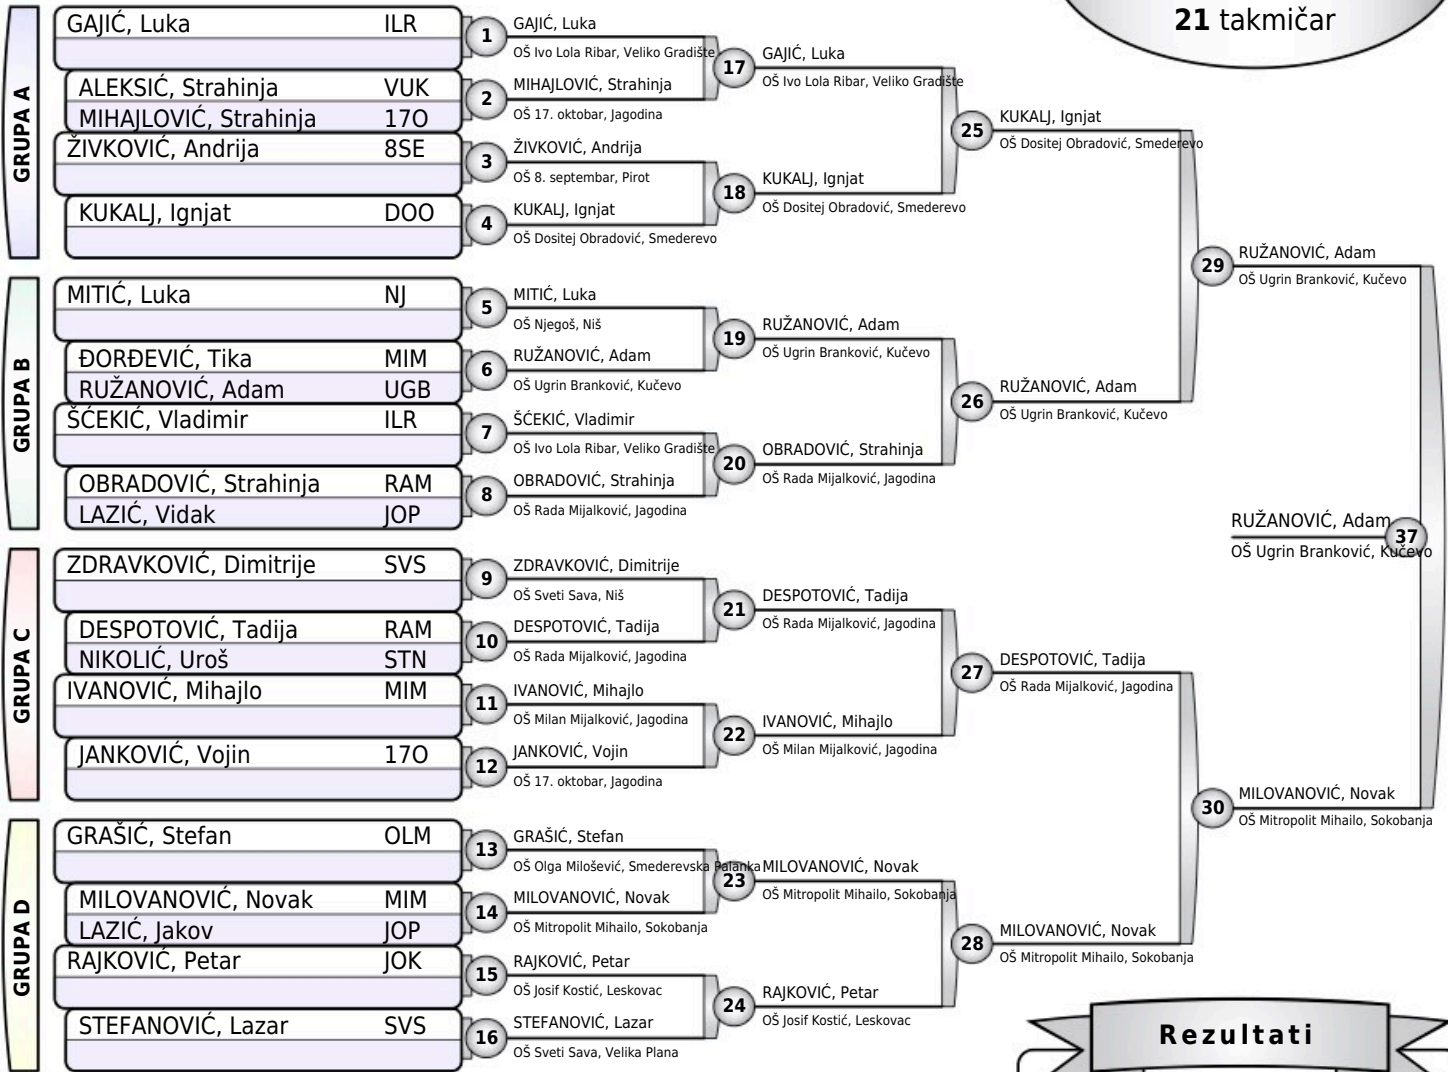 21 takmičar
GRUPA A
GAJIĆ, Luka ILR
ALEKSIĆ, Strahinja VUK
MIHAJLOVIĆ, Strahinja 17O
ŽIVKOVIĆ, Andrija 8SE
KUKALJ, Ignjat DOO
GRUPA B
MITIĆ, Luka NJ
ĐORĐEVIĆ, Tika MIM
RUŽANOVIĆ, Adam UGB
ŠĆEKIĆ, Vladimir ILR
OBRADOVIĆ, Strahinja RAM
LAZIĆ, Vidak JOP
GRUPA C
ZDRAVKOVIĆ, Dimitrije SVS
DESPOTOVIĆ, Tadija RAM
NIKOLIĆ, Uroš STN
IVANOVIĆ, Mihajlo MIM
JANKOVIĆ, Vojin 17O
GRUPA D
GRAŠIĆ, Stefan OLM
MILOVANOVIĆ, Novak MIM
LAZIĆ, Jakov JOP
RAJKOVIĆ, Petar JOK
STEFANOVIĆ, Lazar SVS
1
GAJIĆ, Luka
OŠ Ivo Lola Ribar, Veliko Gradište
2
MIHAJLOVIĆ, Strahinja
OŠ 17. oktobar, Jagodina
3
ŽIVKOVIĆ, Andrija
OŠ 8. septembar, Pirot
4
KUKALJ, Ignjat
OŠ Dositej Obradović, Smederevo
5
MITIĆ, Luka
OŠ Njegoš, Niš
6
RUŽANOVIĆ, Adam
OŠ Ugrin Branković, Kučevo
7
ŠĆEKIĆ, Vladimir
OŠ Ivo Lola Ribar, Veliko Gradište
8
OBRADOVIĆ, Strahinja
OŠ Rada Mijalković, Jagodina
9
ZDRAVKOVIĆ, Dimitrije
OŠ Sveti Sava, Niš
10
DESPOTOVIĆ, Tadija
OŠ Rada Mijalković, Jagodina
11
IVANOVIĆ, Mihajlo
OŠ Milan Mijalković, Jagodina
12
JANKOVIĆ, Vojin
OŠ 17. oktobar, Jagodina
13
GRAŠIĆ, Stefan
OŠ Olga Milošević, Smederevska Palanka
14
MILOVANOVIĆ, Novak
OŠ Mitropolit Mihailo, Sokobanja
15
RAJKOVIĆ, Petar
OŠ Josif Kostić, Leskovac
16
STEFANOVIĆ, Lazar
OŠ Sveti Sava, Velika Plana
17
GAJIĆ, Luka
OŠ Ivo Lola Ribar, Veliko Gradište
18
KUKALJ, Ignjat
OŠ Dositej Obradović, Smederevo
19
RUŽANOVIĆ, Adam
OŠ Ugrin Branković, Kučevo
20
OBRADOVIĆ, Strahinja
OŠ Rada Mijalković, Jagodina
21
DESPOTOVIĆ, Tadija
OŠ Rada Mijalković, Jagodina
22
IVANOVIĆ, Mihajlo
OŠ Milan Mijalković, Jagodina
23
MILOVANOVIĆ, Novak
OŠ Mitropolit Mihailo, Sokobanja
24
RAJKOVIĆ, Petar
OŠ Josif Kostić, Leskovac
25
KUKALJ, Ignjat
OŠ Dositej Obradović, Smederevo
26
RUŽANOVIĆ, Adam
OŠ Ugrin Branković, Kučevo
27
DESPOTOVIĆ, Tadija
OŠ Rada Mijalković, Jagodina
28
MILOVANOVIĆ, Novak
OŠ Mitropolit Mihailo, Sokobanja
29
RUŽANOVIĆ, Adam
OŠ Ugrin Branković, Kučevo
30
MILOVANOVIĆ, Novak
OŠ Mitropolit Mihailo, Sokobanja
37
RUŽANOVIĆ, Adam
OŠ Ugrin Branković, Kučevo
Rezultati